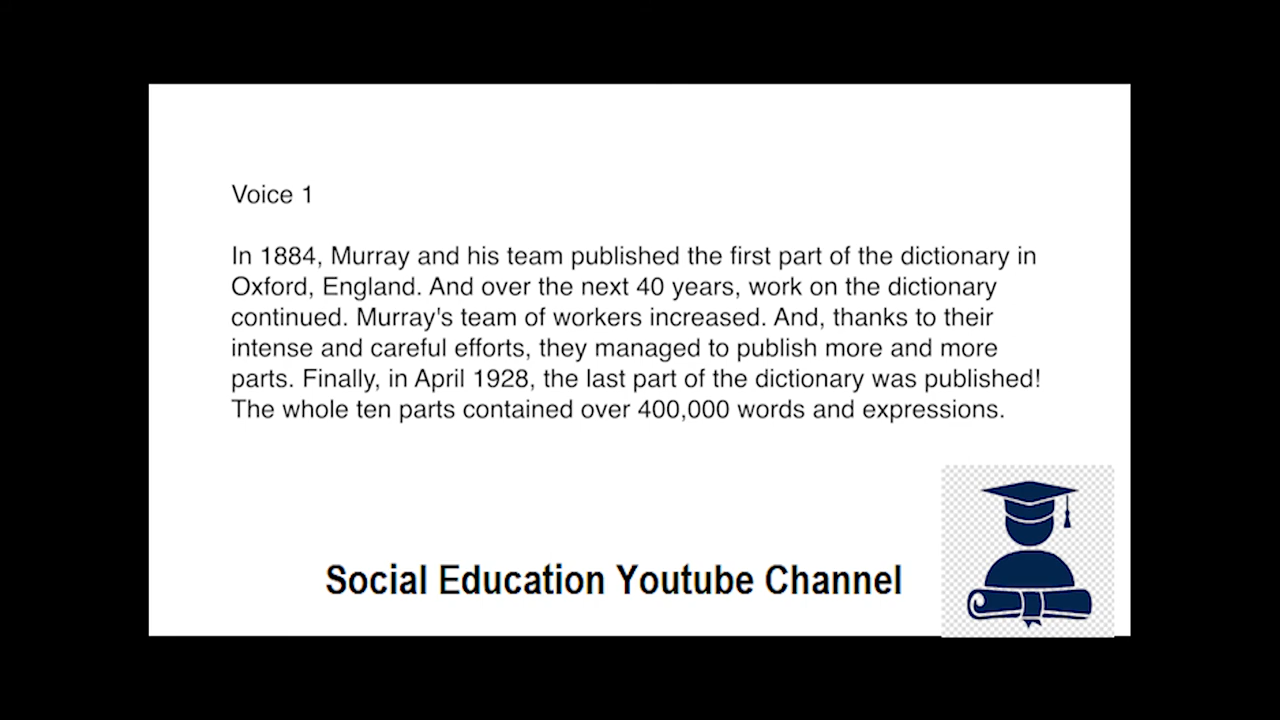 Voice 1
In 1884, Murray and his team published the first part of the dictionary in
Oxford, England. And over the next 40 years, work on the dictionary
continued. Murray's team of workers increased. And, thanks to their
intense and careful efforts, they managed to publish more and more
parts. Finally, in April 1928, the last part of the dictionary was published!
The whole ten parts contained over 400,000 words and expressions.
Social Education Youtube Channel